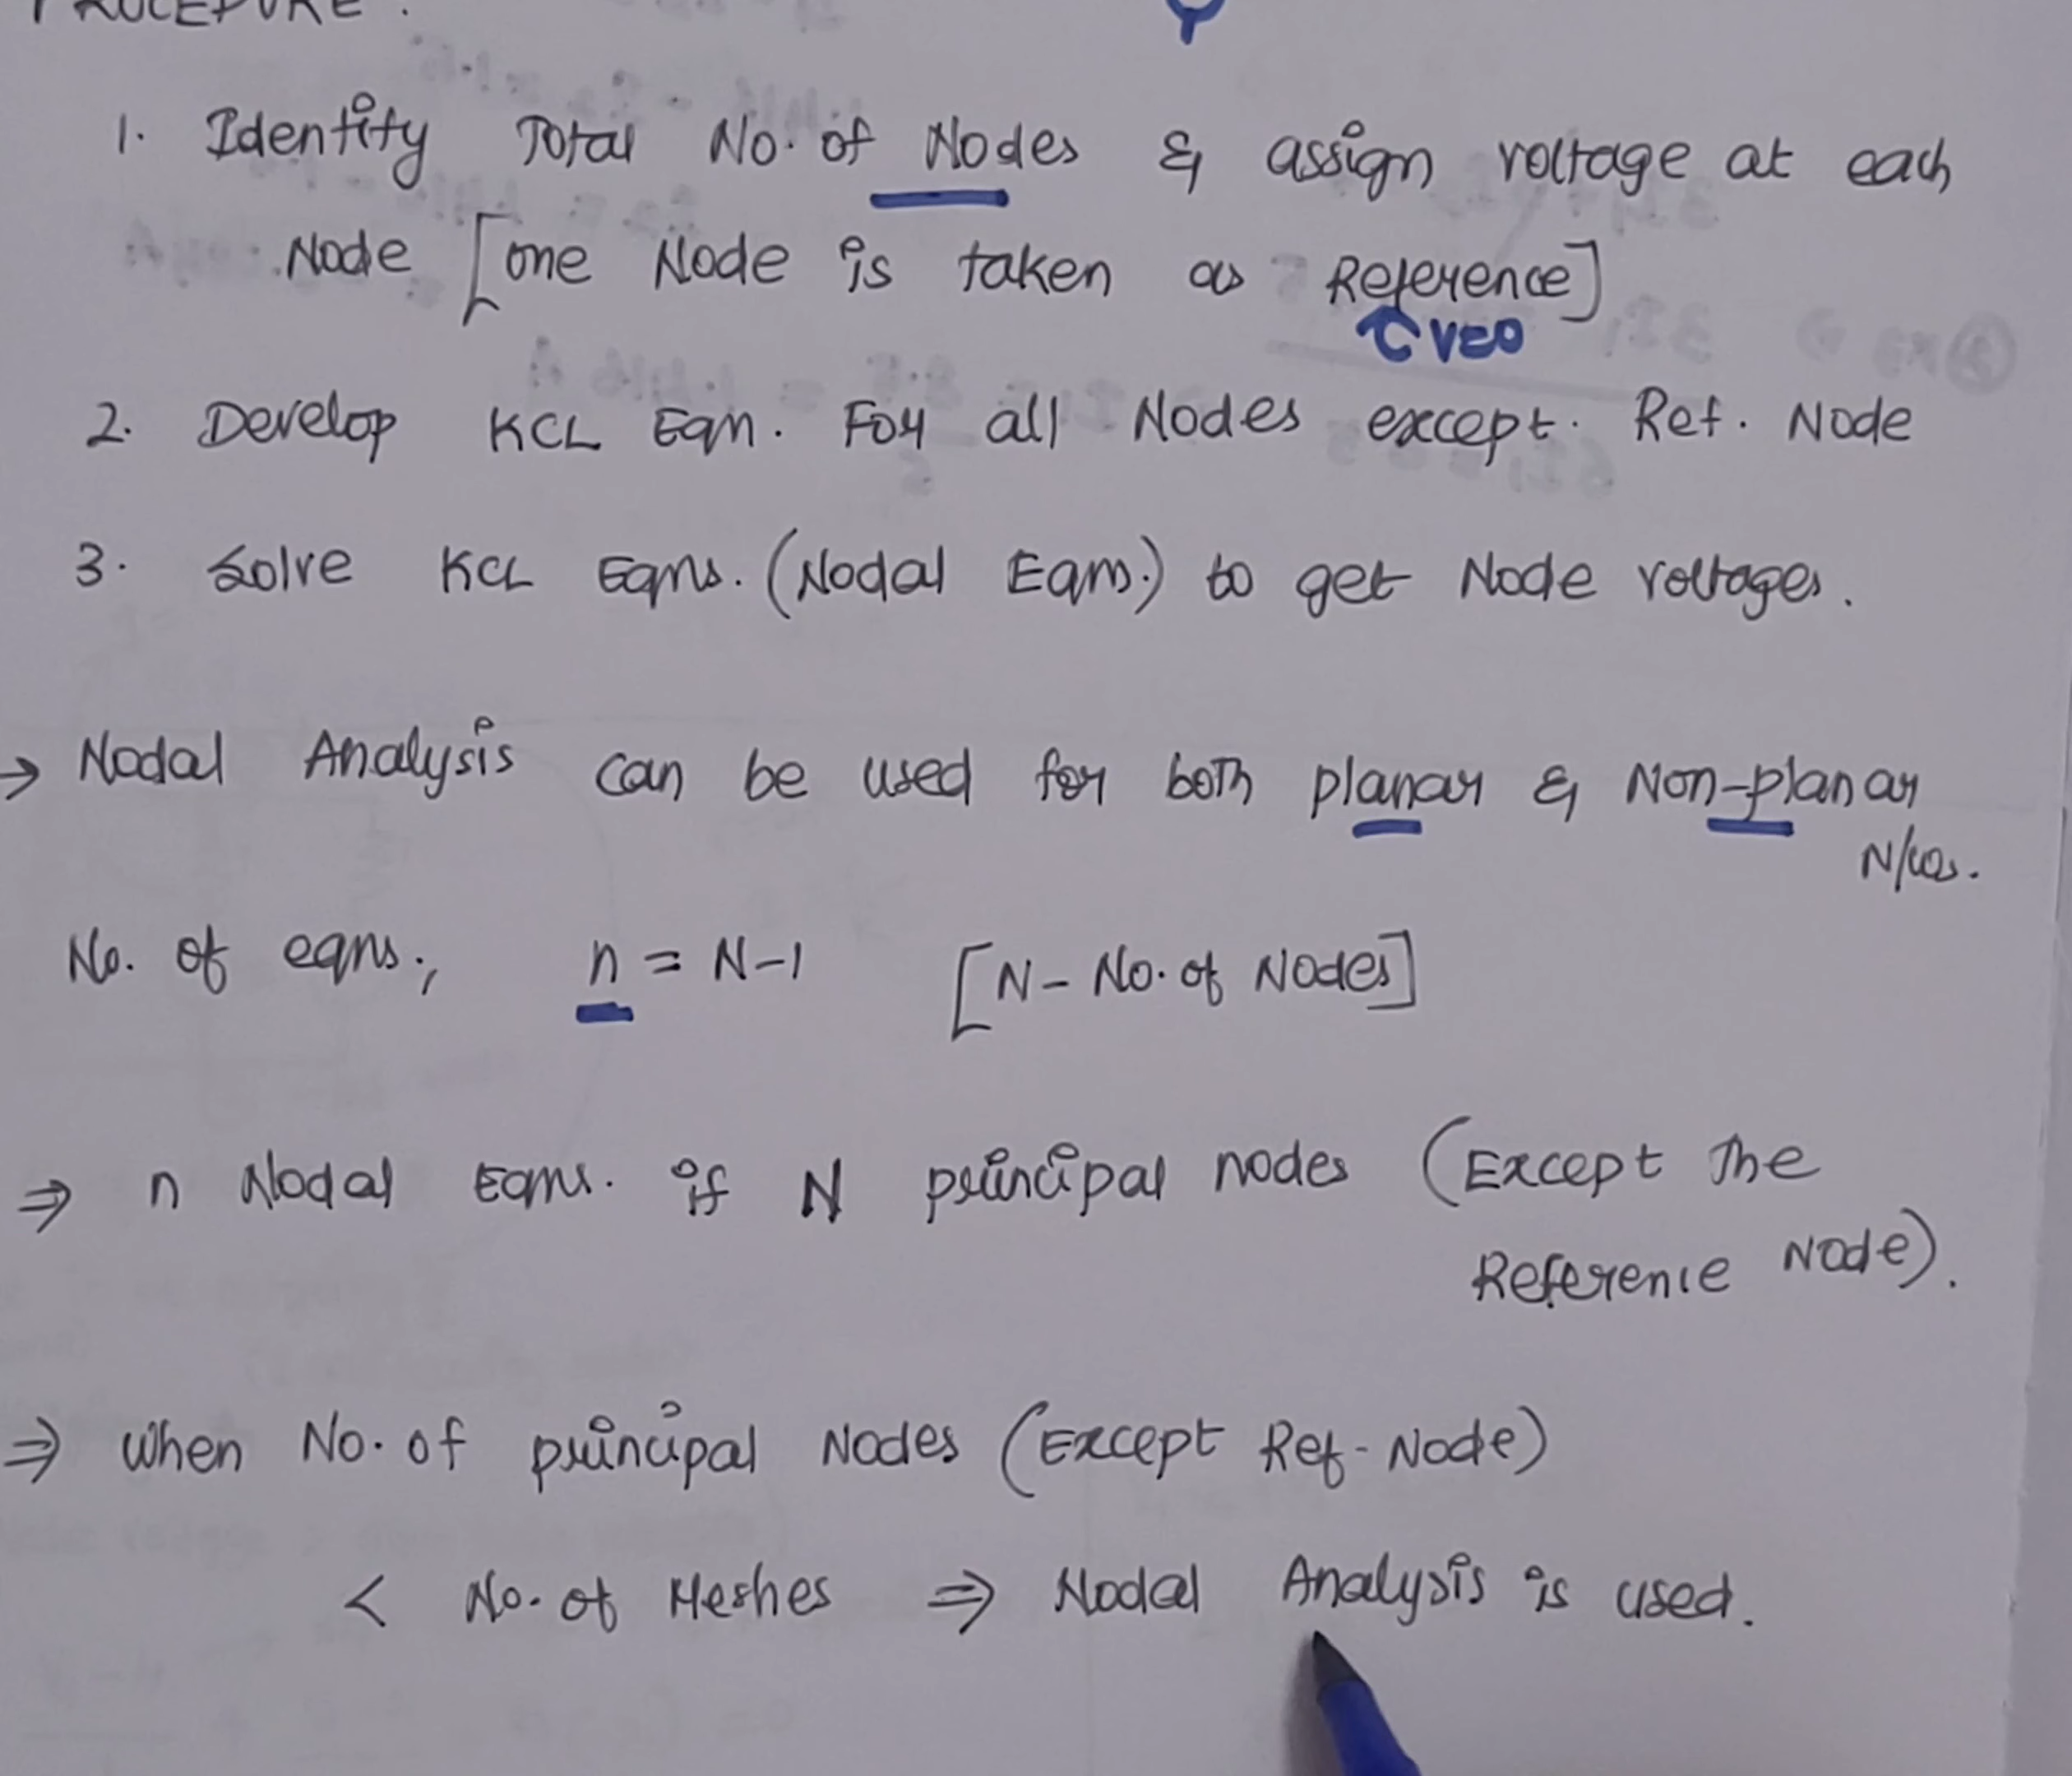 PROCEDURE :
1. Identify Total No. of Nodes & assign voltage at each
Node [one Node is taken as Reference]
V=0
2. Develop KCL Eqn. For all Nodes except. Ref. Node
3. Solve KCL Eqns. (Nodal Eqns.) to get Node voltages.
→ Nodal Analysis can be used for both planar & Non-planar
N/ws.
No. of eqns., n = N-1 [N- No. of Nodes]
⇒ n Nodal Eqns. if N principal nodes (Except The
Reference Node).
⇒ when No. of principal Nodes (Except Ref-Node)
< No. of Meshes ⇒ Nodal Analysis is used.